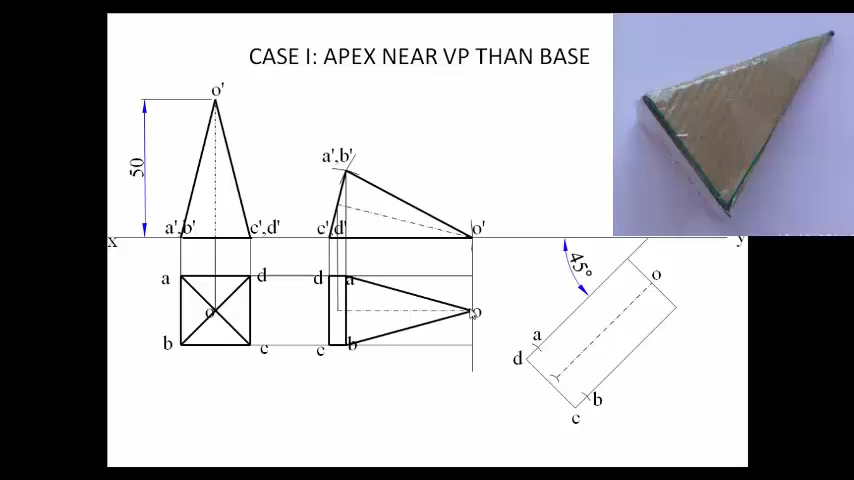 CASE I: APEX NEAR VP THAN BASE
o'
50
a',b'
a',b'
c',d'
c',d'
o'
x
y
45°
a
d
d
a
o
o
o
a
d
b
c
c
b
b
c